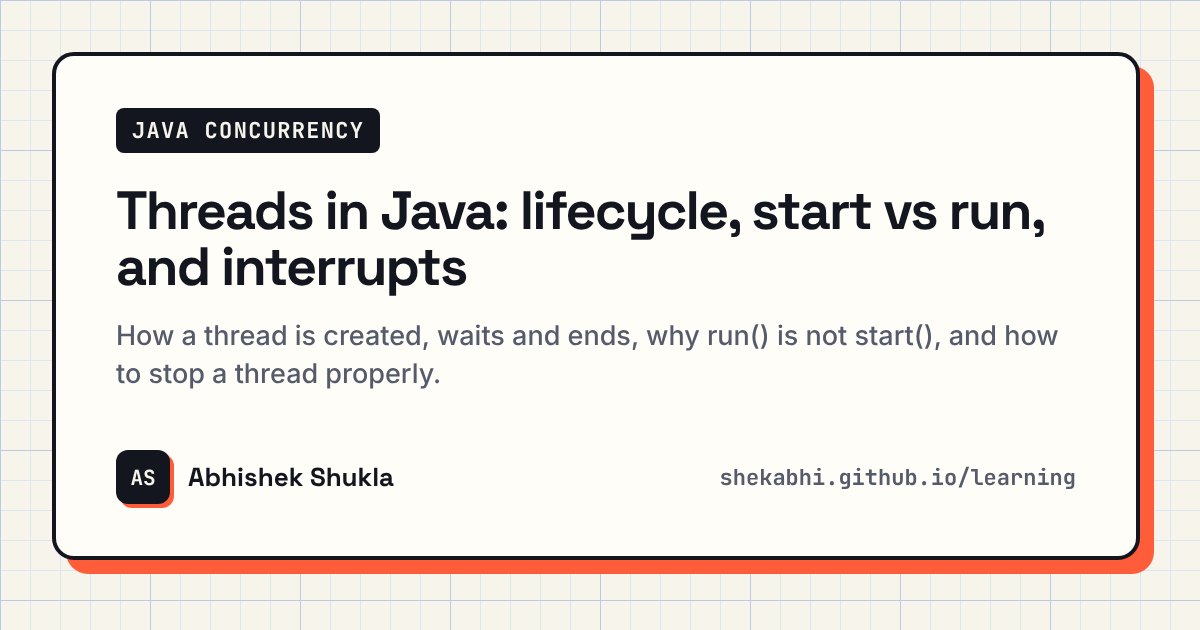 JAVA CONCURRENCY
Threads in Java: lifecycle, start vs run,
and interrupts
How a thread is created, waits and ends, why run() is not start(), and how
to stop a thread properly.
AS
Abhishek Shukla
shekabhi.github.io/learning